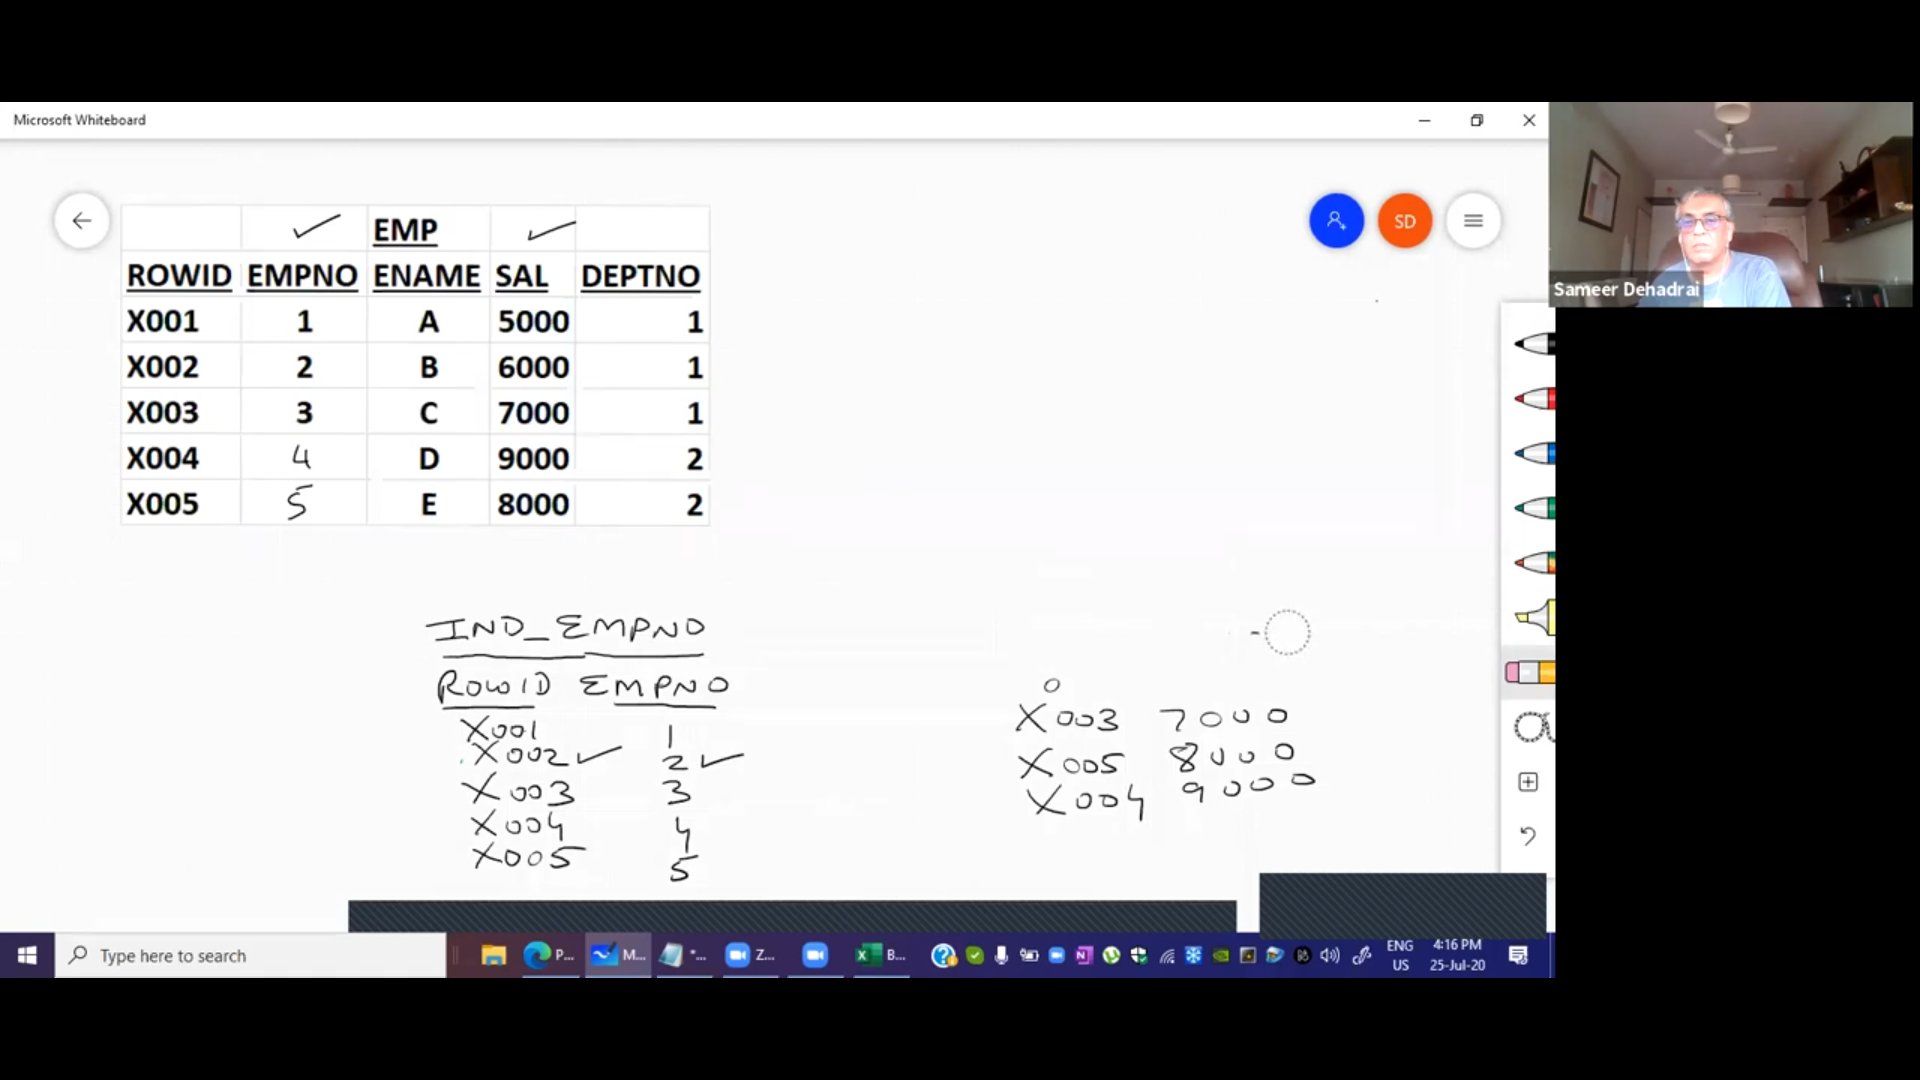 Microsoft Whiteboard
EMP
SD
ROWID EMPNO ENAME SAL DEPTNO
X001 1 A 5000 1
X002 2 B 6000 1
X003 3 C 7000 1
X004 4 D 9000 2
X005 5 E 8000 2
Sameer Dehadrai
IND_EMPNO
ROWID EMPNO
X001 1
X002 2
X003 3
X004 4
X005 5
0
X003 7000
X005 8000
X004 9000
Type here to search
P...
M...
"...
Z...
B...
ENG
US
4:16 PM
25-Jul-20